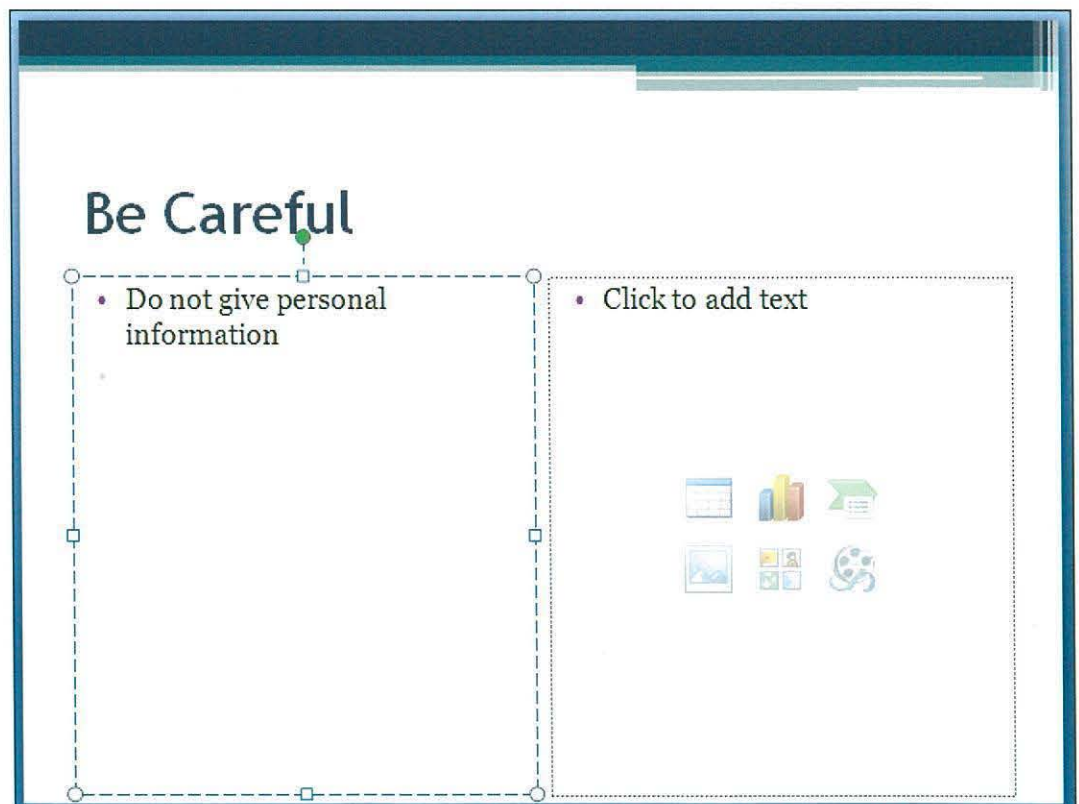 Be Careful
• Do not give personal
information
•
• Click to add text